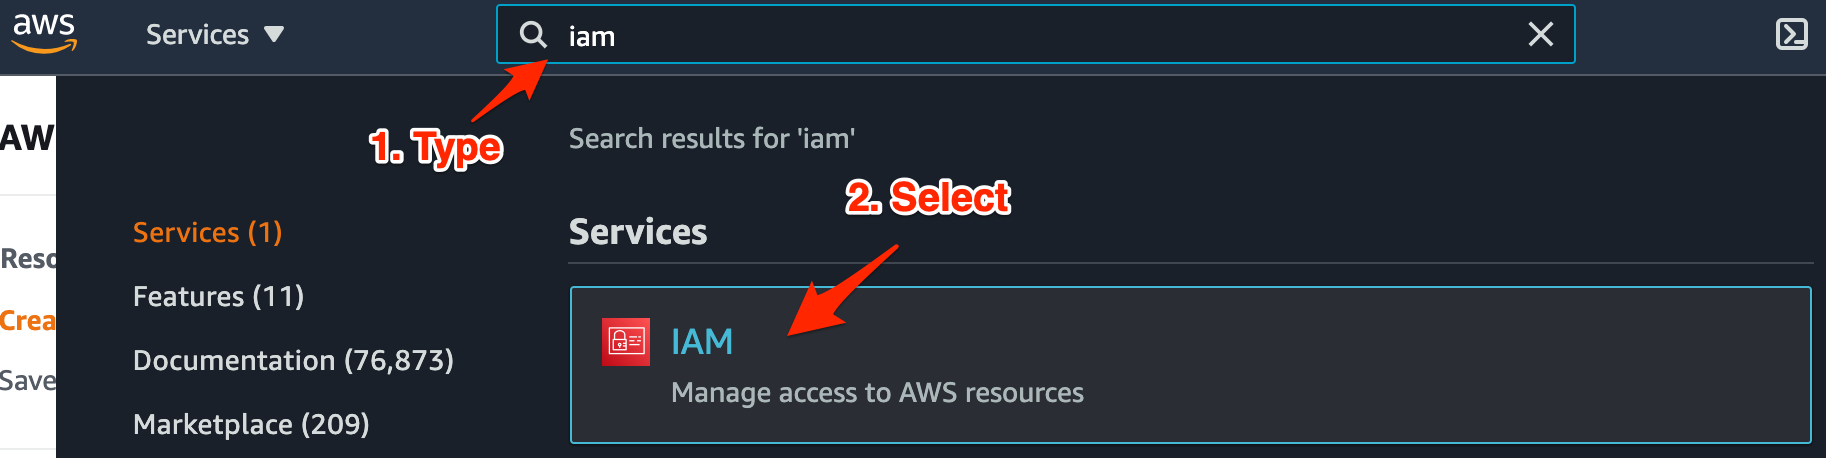 aws
Services
iam
1. Type
AW
Search results for 'iam'
2. Select
Services (1)
Services
Reso
Features (11)
Crea
IAM
Documentation (76,873)
Save
Manage access to AWS resources
Marketplace (209)